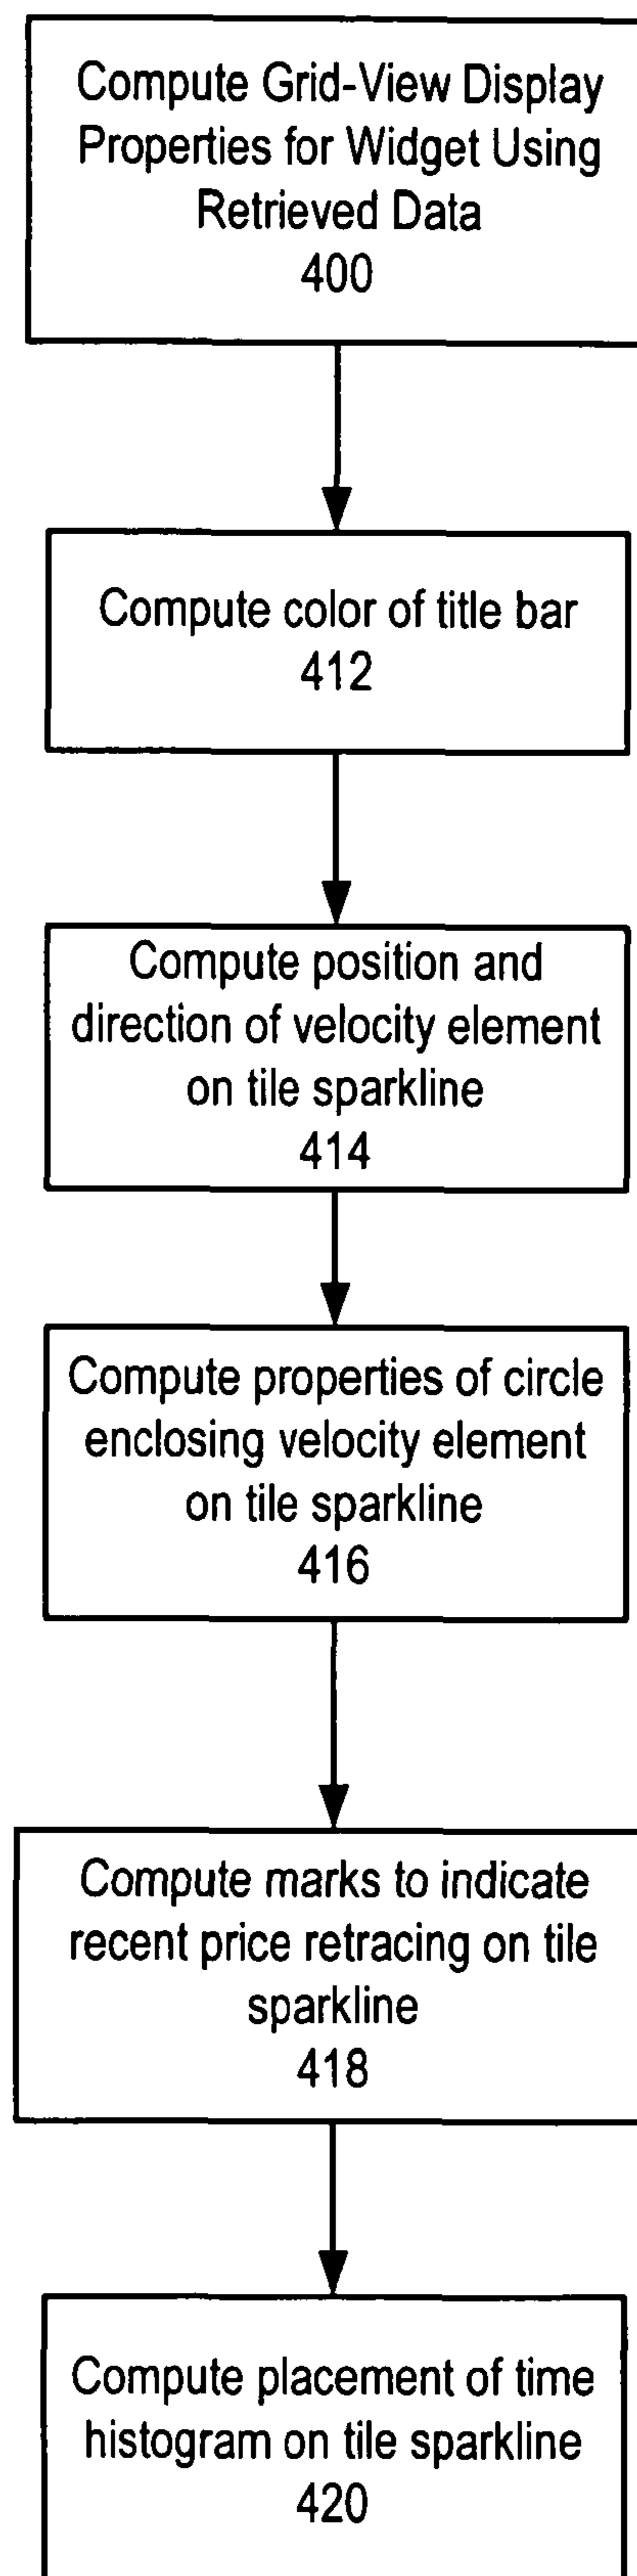 Compute Grid-View Display
Properties for Widget Using
Retrieved Data
400
Compute color of title bar
412
Compute position and
direction of velocity element
on tile sparkline
414
Compute properties of circle
enclosing velocity element
on tile sparkline
416
Compute marks to indicate
recent price retracing on tile
sparkline
418
Compute placement of time
histogram on tile sparkline
420